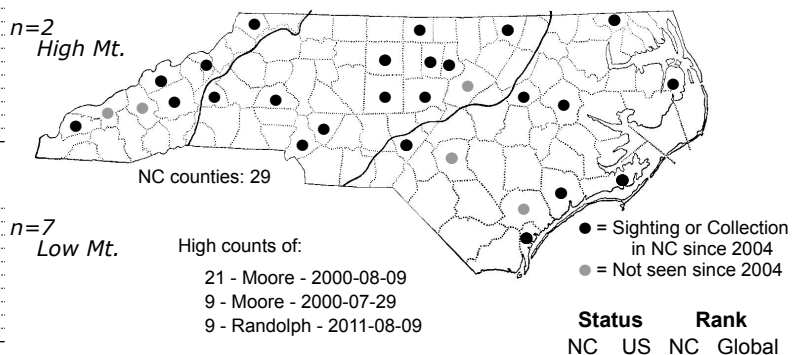 n=2
High Mt.
NC counties: 29
n=7
Low Mt.
High counts of:
21 - Moore - 2000-08-09
9 - Moore - 2000-07-29
9 - Randolph - 2011-08-09
= Sighting or Collection
in NC since 2004
= Not seen since 2004
Status Rank
NC US NC Global